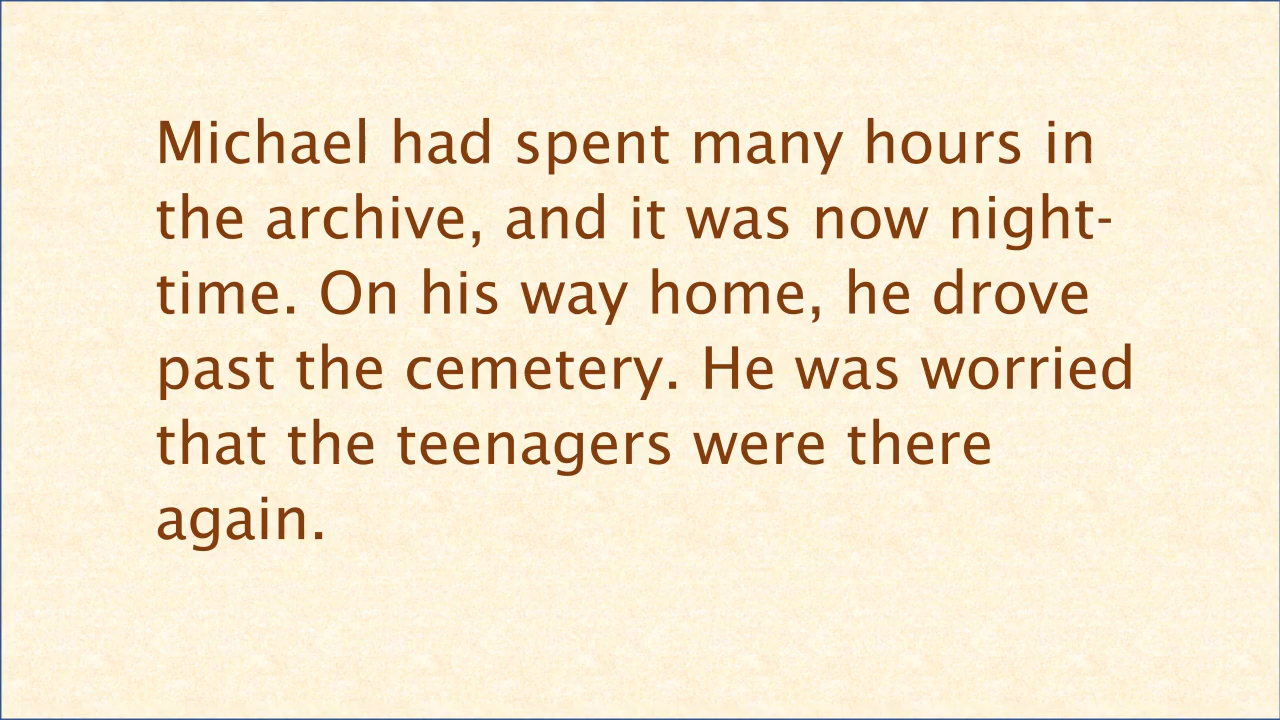 Michael had spent many hours in
the archive, and it was now night-
time. On his way home, he drove
past the cemetery. He was worried
that the teenagers were there
again.